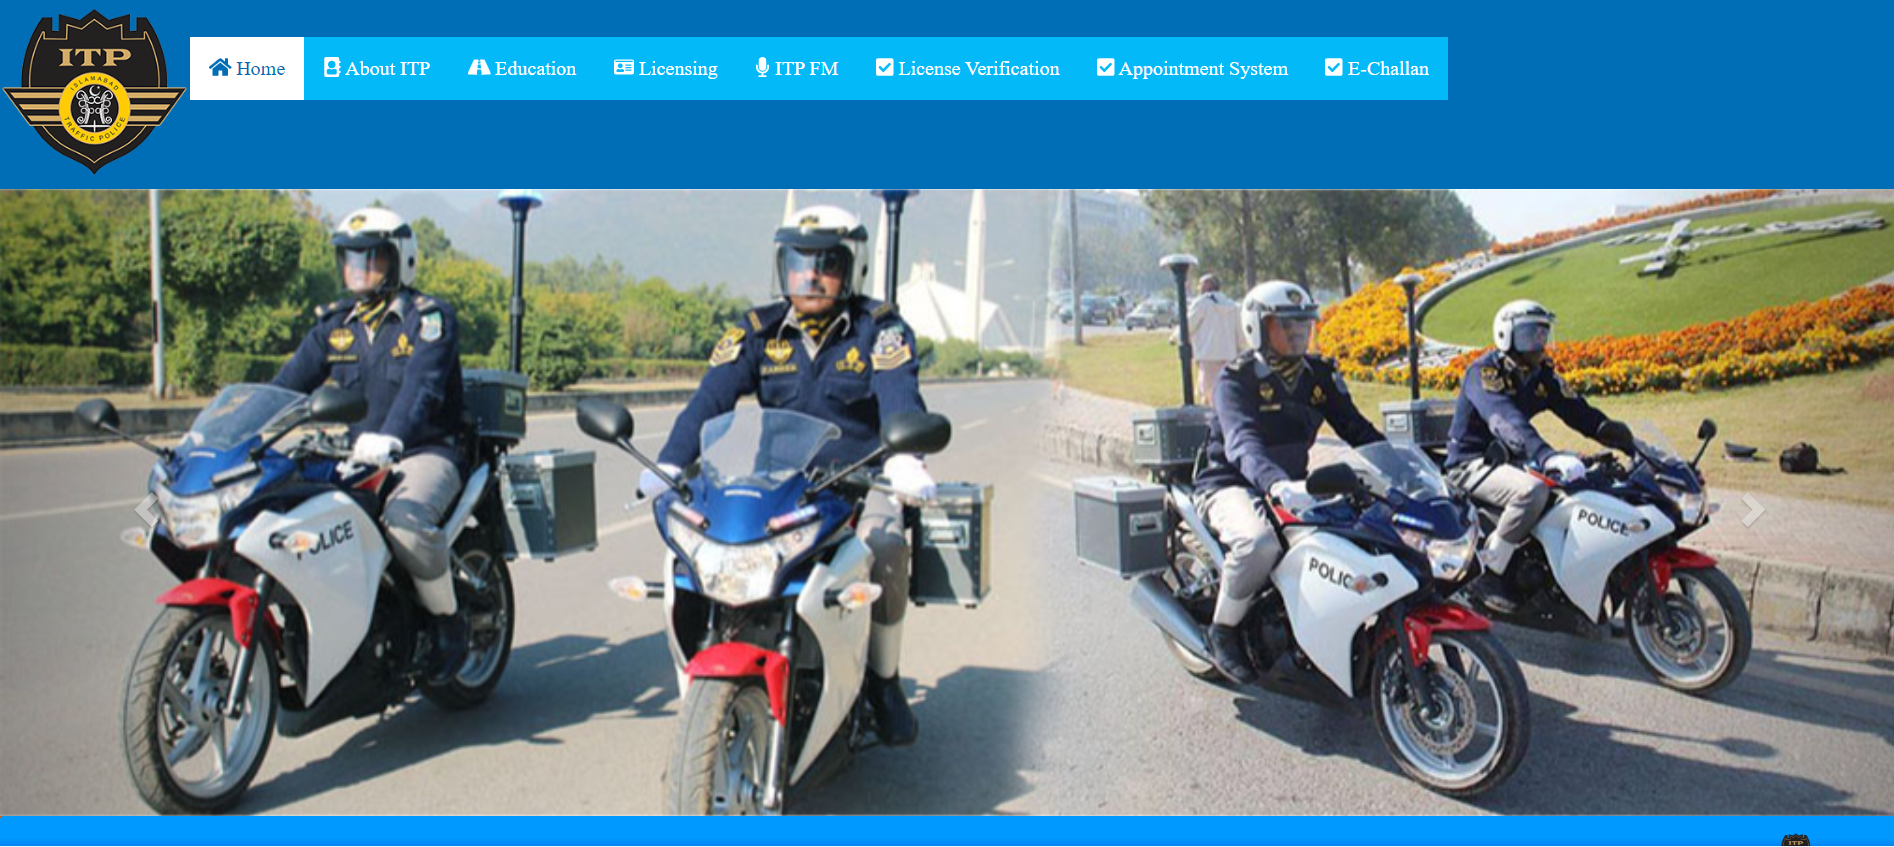 ITP
ISLAMABAD
TRAFFIC POLICE
Home
About ITP
Education
Licensing
ITP FM
License Verification
Appointment System
E-Challan
POLICE
POLICE
POLICE
ITP